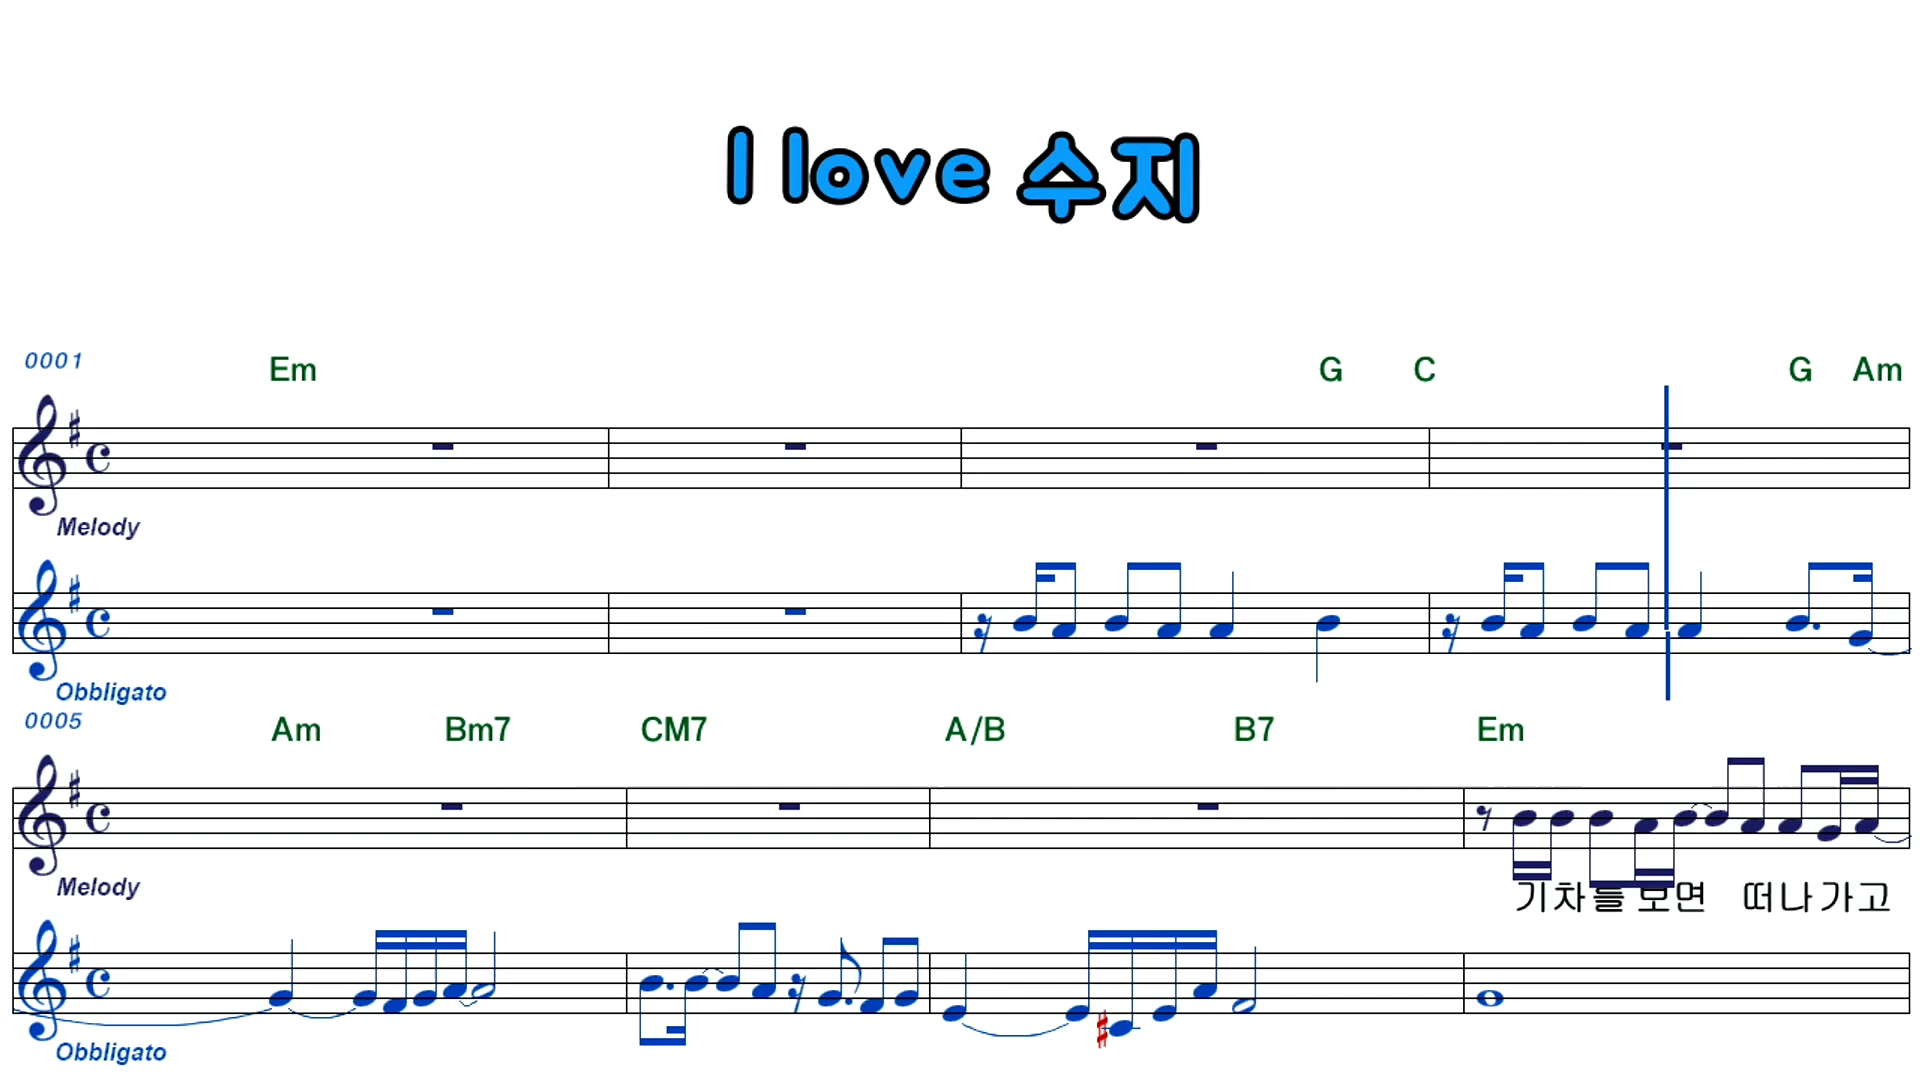 I love 수지
0001
Em G C G Am
Melody
Obbligato
0005
Am Bm7 CM7 A/B B7 Em
Melody
기차를 보면 떠나가고
Obbligato